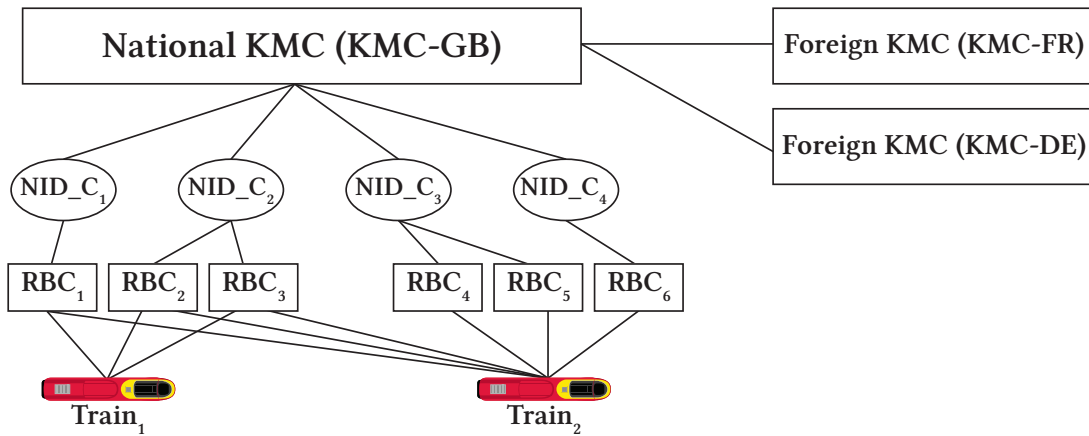 National KMC (KMC-GB)
Foreign KMC (KMC-FR)
Foreign KMC (KMC-DE)
NID_C₁
NID_C₂
NID_C₃
NID_C₄
RBC₁
RBC₂
RBC₃
RBC₄
RBC₅
RBC₆
Train₁
Train₂